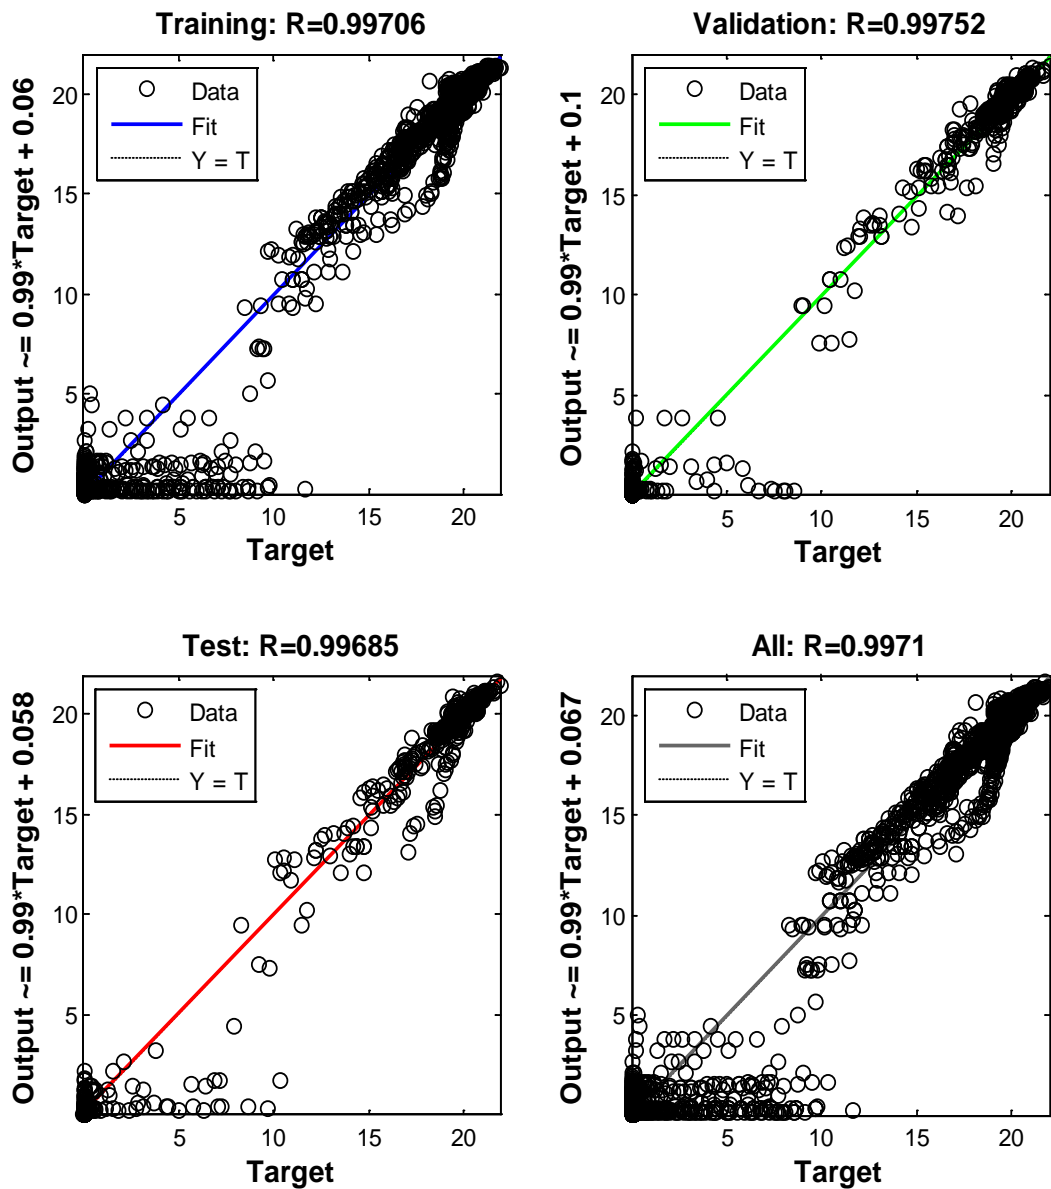 Training: R=0.99706
Output ~= 0.99*Target + 0.06
20
15
10
5
Data
Fit
Y = T
5 10 15 20
Target
Validation: R=0.99752
Output ~= 0.99*Target + 0.1
20
15
10
5
Data
Fit
Y = T
5 10 15 20
Target
Test: R=0.99685
Output ~= 0.99*Target + 0.058
20
15
10
5
Data
Fit
Y = T
5 10 15 20
Target
All: R=0.9971
Output ~= 0.99*Target + 0.067
20
15
10
5
Data
Fit
Y = T
5 10 15 20
Target